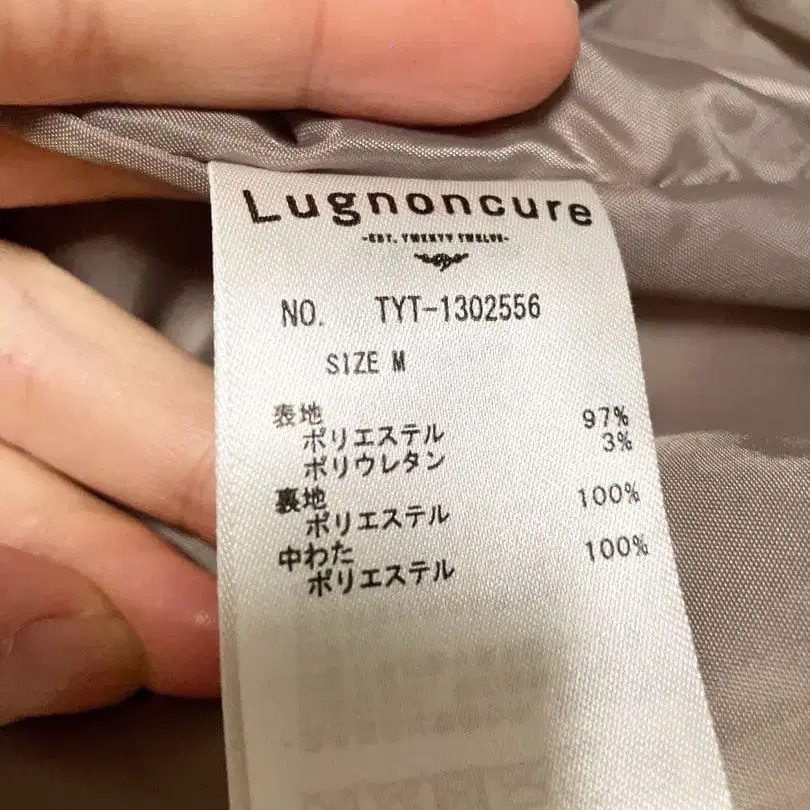 Lugnoncure
-EST. TWENTY TWELVE-
NO. TYT-1302556
SIZE M
表地
ポリエステル 97%
ポリウレタン 3%
裏地
ポリエステル 100%
中わた
ポリエステル 100%